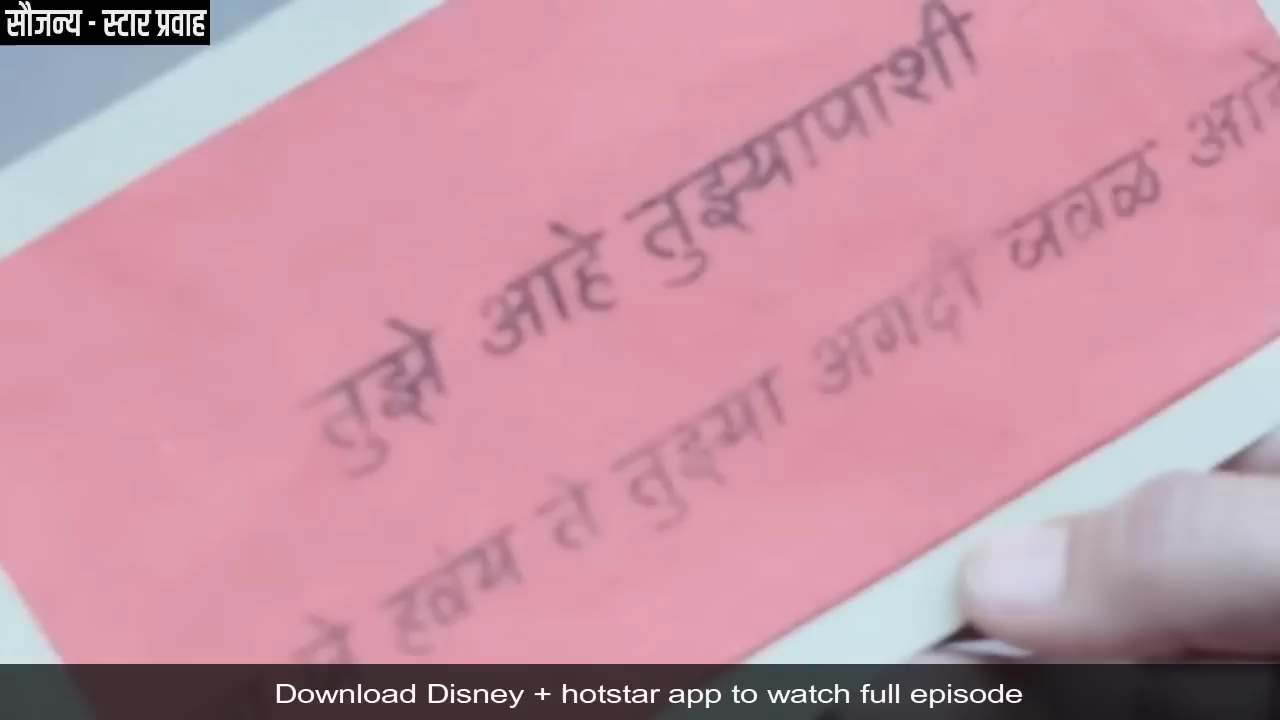 सौजन्य - स्टार प्रवाह
तुझे आहे तुझ्यापाशी
हवंय ते तुझ्या अगदी जवळ
Download Disney + hotstar app to watch full episode